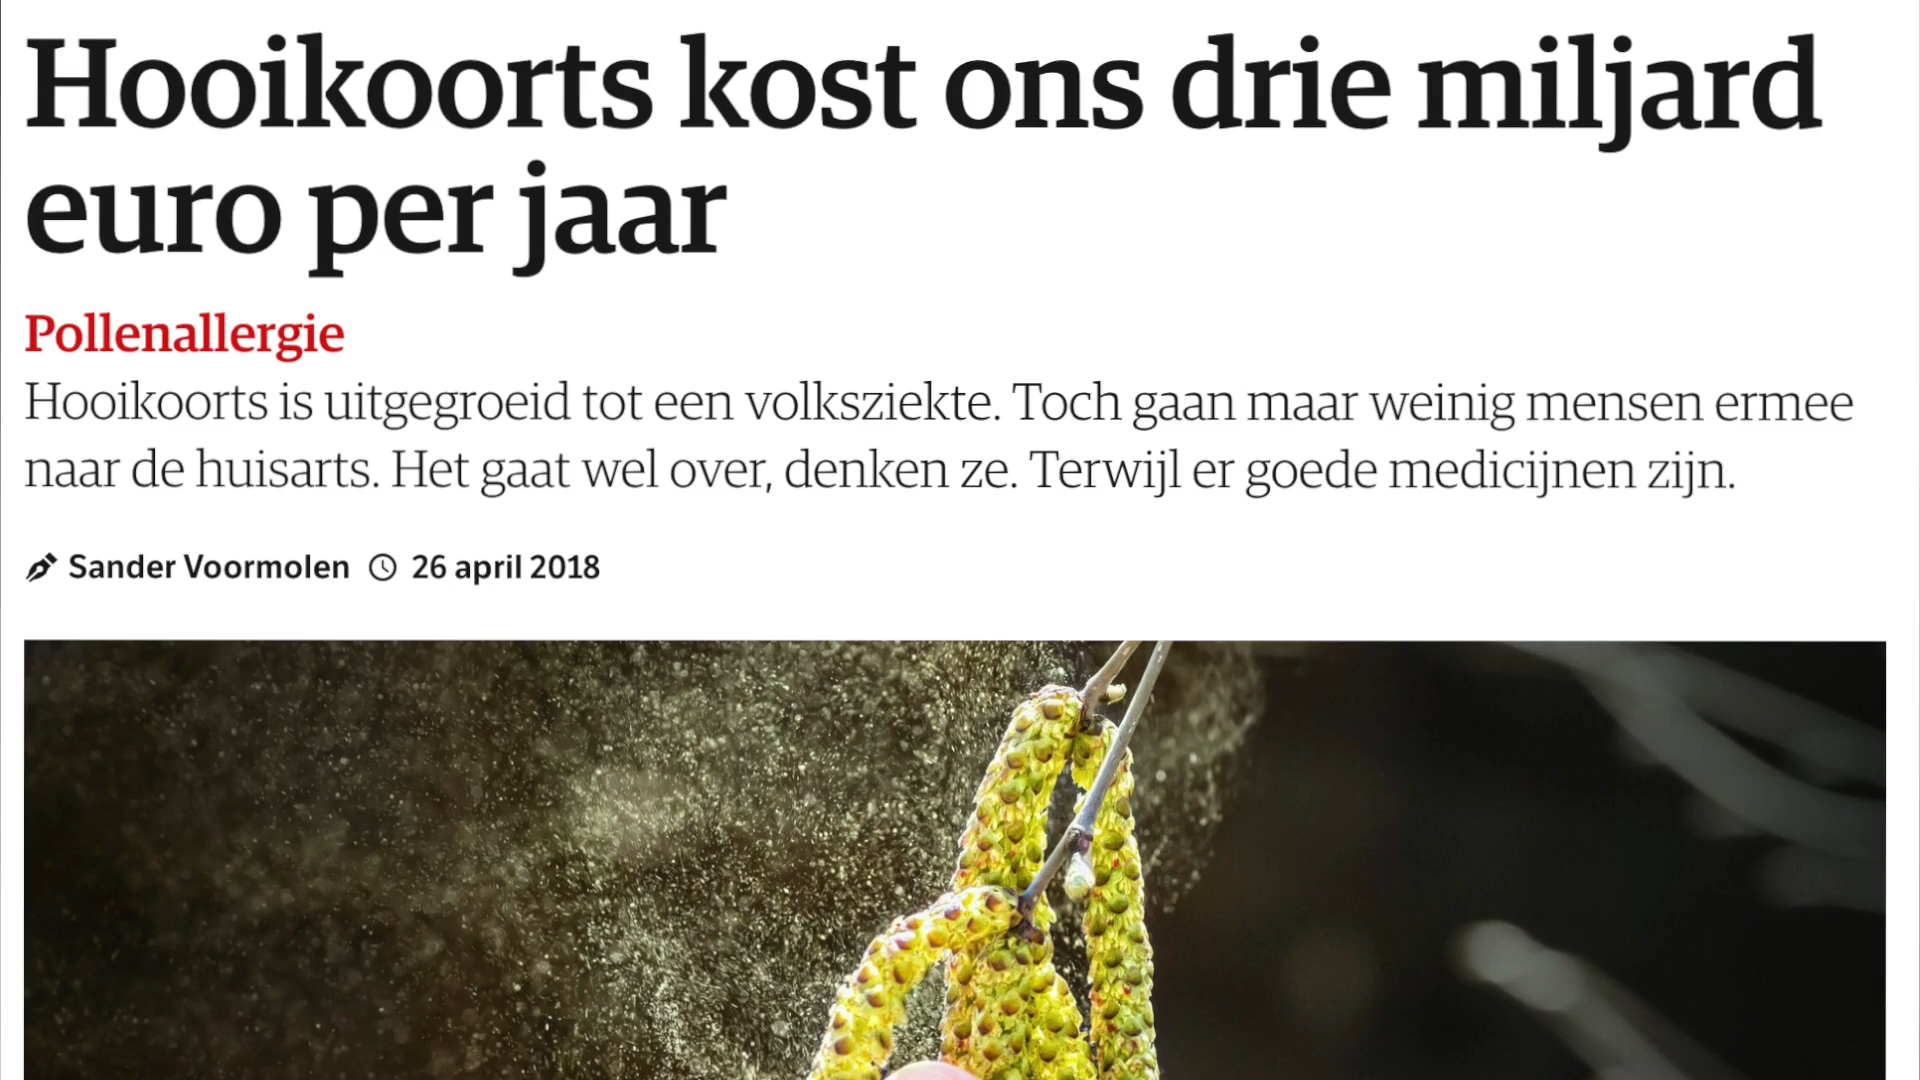 Hooikoorts kost ons drie miljard
euro per jaar
Pollenallergie
Hooikoorts is uitgegroeid tot een volksziekte. Toch gaan maar weinig mensen ermee
naar de huisarts. Het gaat wel over, denken ze. Terwijl er goede medicijnen zijn.
Sander Voormolen 26 april 2018